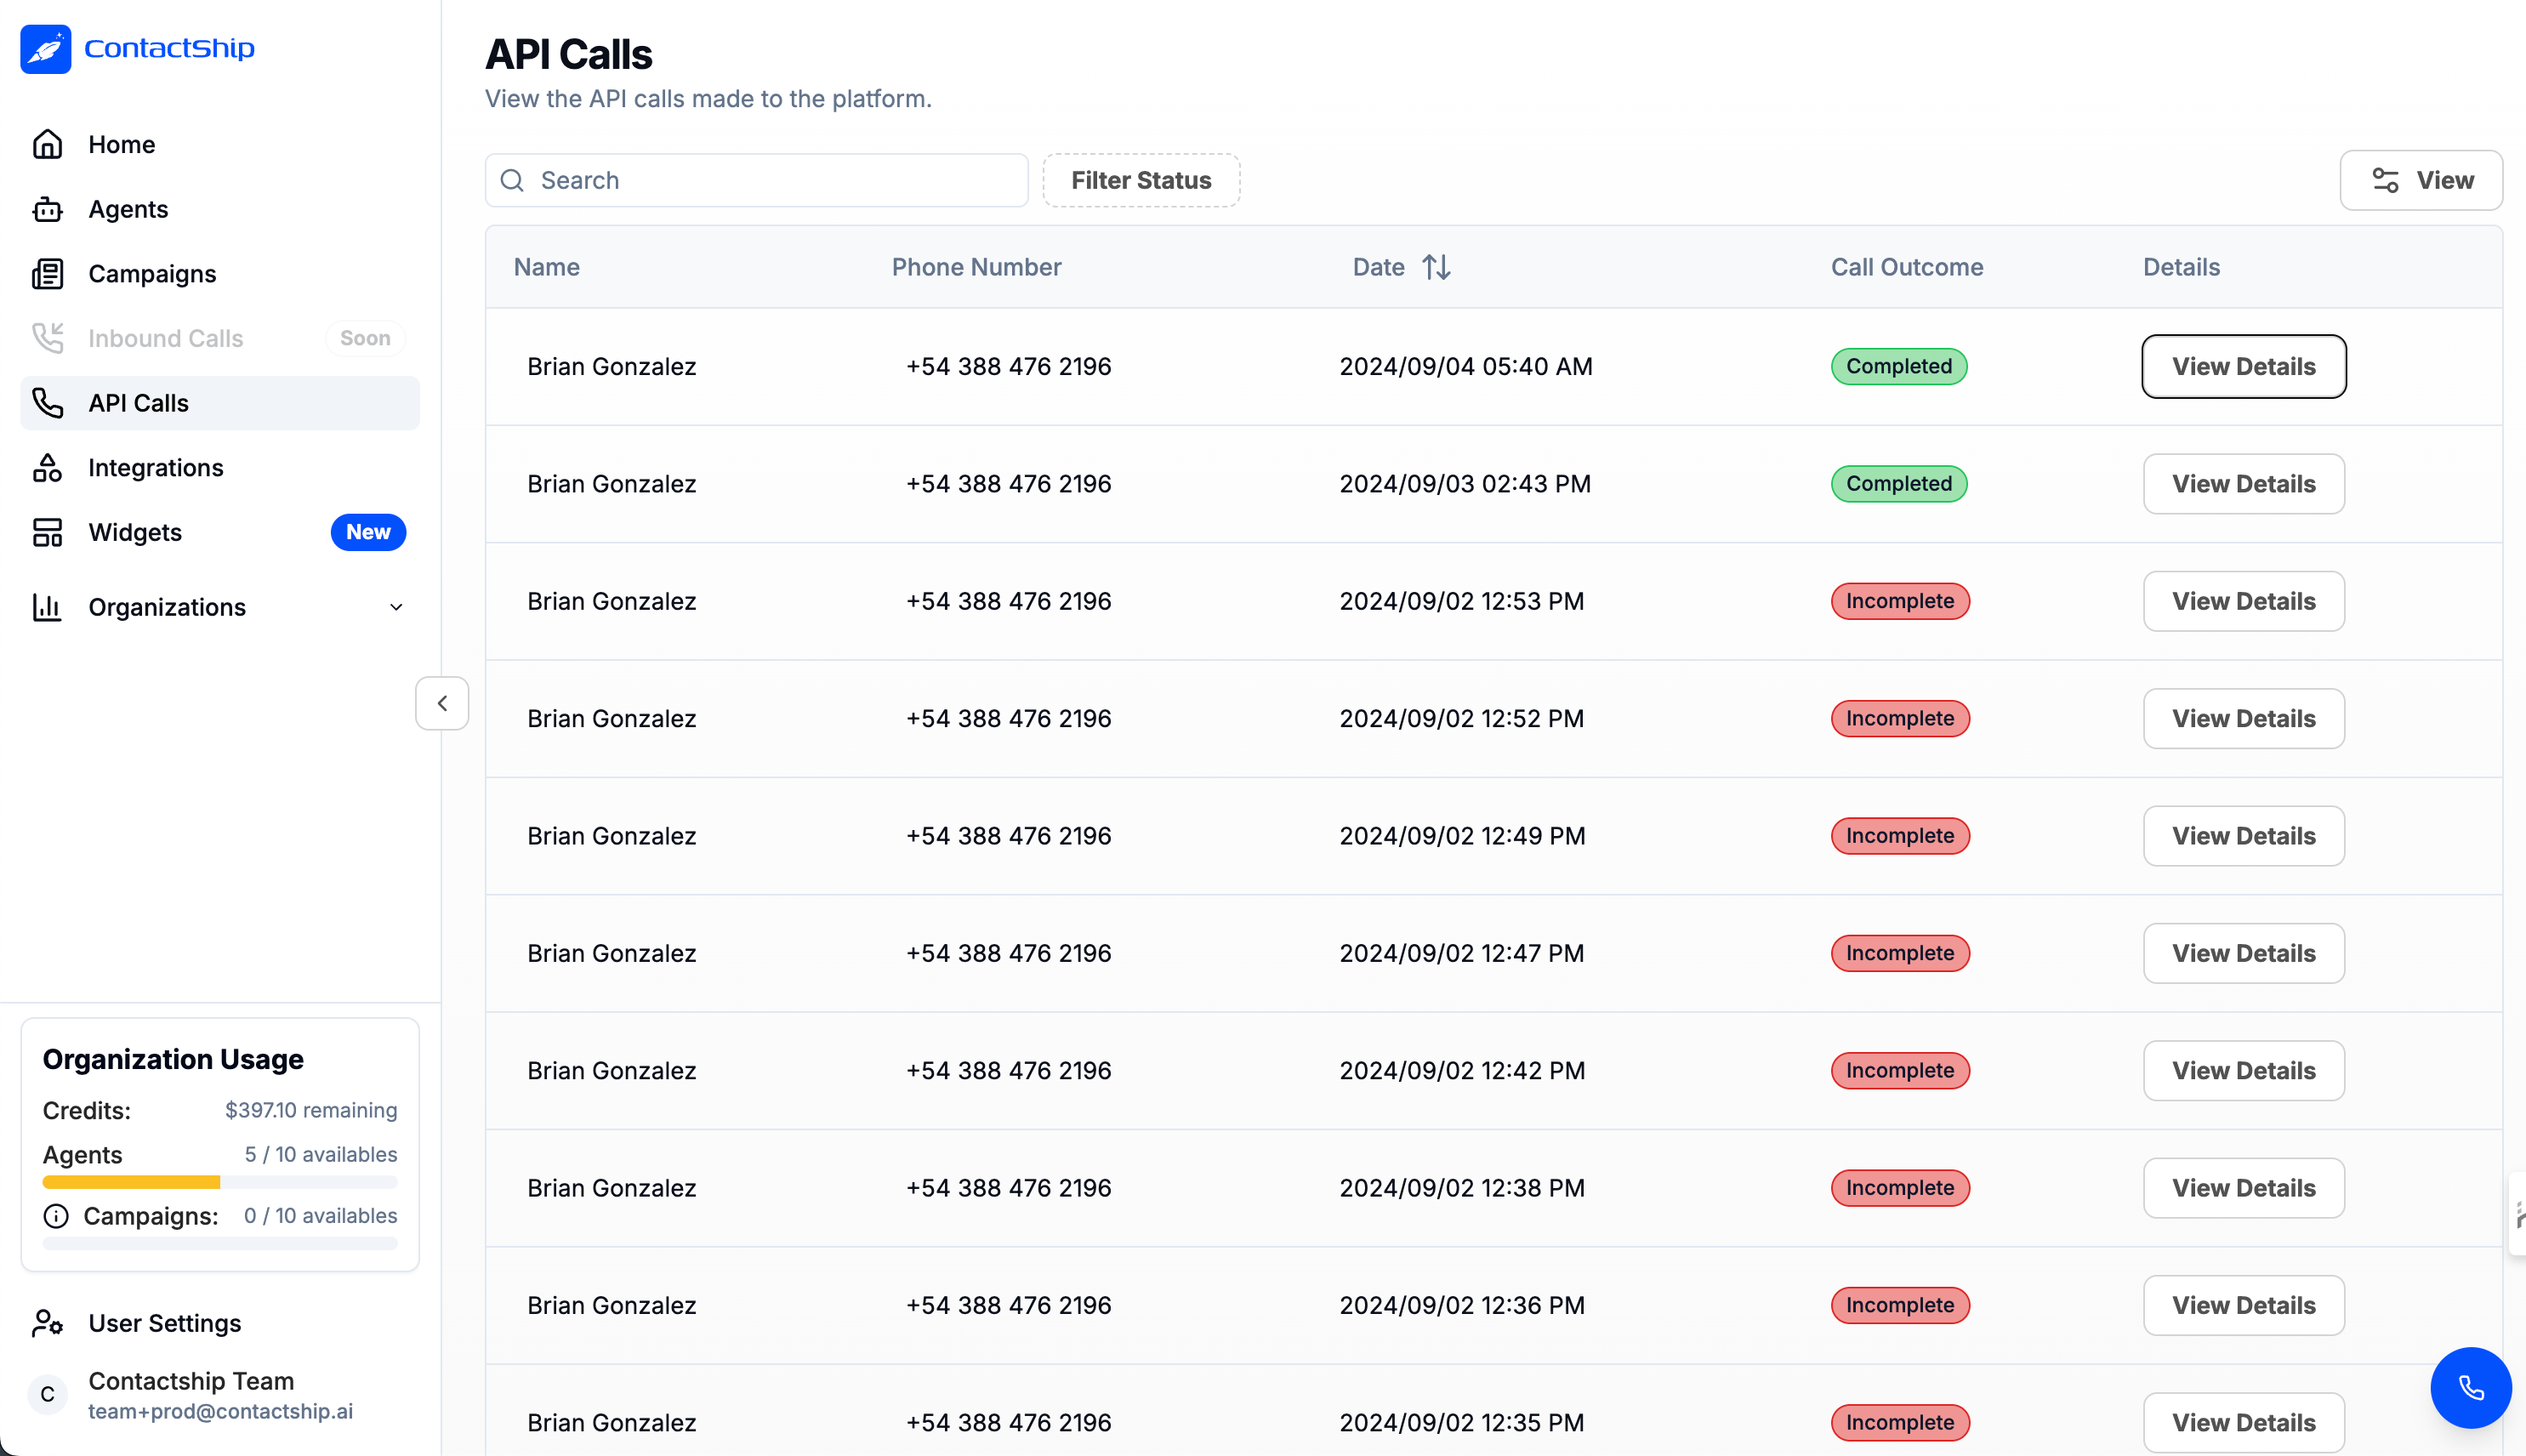 ContactShip
Home
Agents
Campaigns
Inbound Calls Soon
API Calls
Integrations
Widgets New
Organizations
Organization Usage
Credits: $397.10 remaining
Agents 5 / 10 availables
Campaigns: 0 / 10 availables
User Settings
C
Contactship Team
team+prod@contactship.ai
API Calls
View the API calls made to the platform.
Search Filter Status View
Name Phone Number Date Call Outcome Details
Brian Gonzalez +54 388 476 2196 2024/09/04 05:40 AM Completed View Details
Brian Gonzalez +54 388 476 2196 2024/09/03 02:43 PM Completed View Details
Brian Gonzalez +54 388 476 2196 2024/09/02 12:53 PM Incomplete View Details
Brian Gonzalez +54 388 476 2196 2024/09/02 12:52 PM Incomplete View Details
Brian Gonzalez +54 388 476 2196 2024/09/02 12:49 PM Incomplete View Details
Brian Gonzalez +54 388 476 2196 2024/09/02 12:47 PM Incomplete View Details
Brian Gonzalez +54 388 476 2196 2024/09/02 12:42 PM Incomplete View Details
Brian Gonzalez +54 388 476 2196 2024/09/02 12:38 PM Incomplete View Details
Brian Gonzalez +54 388 476 2196 2024/09/02 12:36 PM Incomplete View Details
Brian Gonzalez +54 388 476 2196 2024/09/02 12:35 PM Incomplete View Details